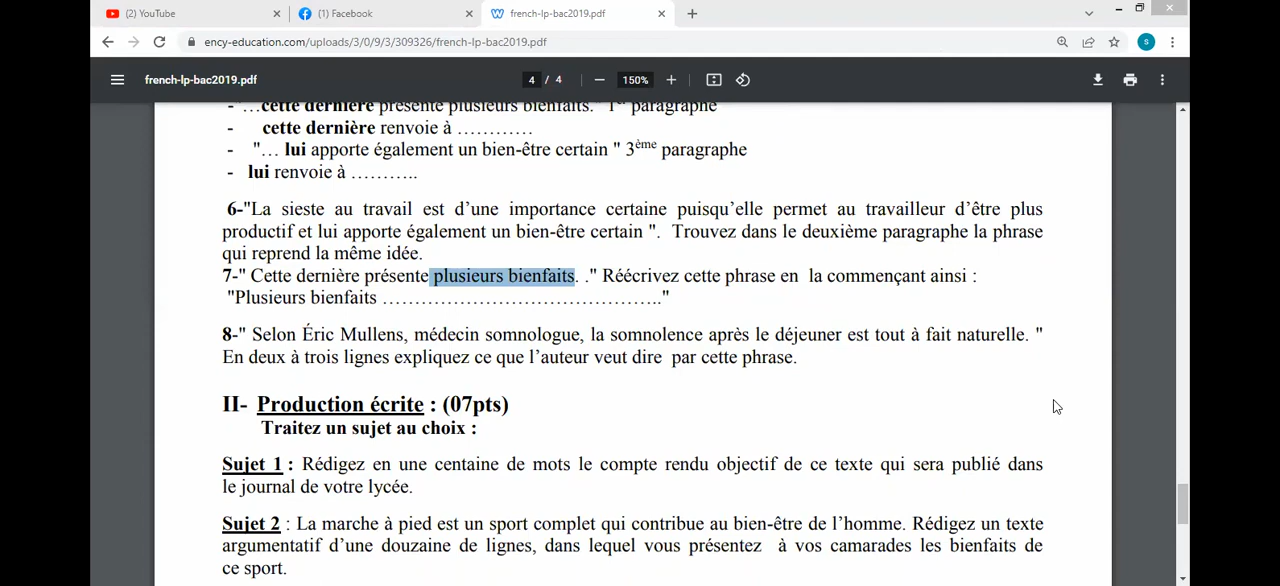 (2) YouTube
(1) Facebook
french-lp-bac2019.pdf
ency-education.com/uploads/3/0/9/3/309326/french-lp-bac2019.pdf
s
french-lp-bac2019.pdf
4 / 4
150%
- "…cette dernière présente plusieurs bienfaits." 1er paragraphe
- cette dernière renvoie à …………
- "… lui apporte également un bien-être certain " 3ème paragraphe
- lui renvoie à ………..
6-"La sieste au travail est d’une importance certaine puisqu’elle permet au travailleur d’être plus
productif et lui apporte également un bien-être certain ". Trouvez dans le deuxième paragraphe la phrase
qui reprend la même idée.
7-" Cette dernière présente plusieurs bienfaits. ." Réécrivez cette phrase en la commençant ainsi :
"Plusieurs bienfaits …………………………………….."
8-" Selon Éric Mullens, médecin somnologue, la somnolence après le déjeuner est tout à fait naturelle. "
En deux à trois lignes expliquez ce que l’auteur veut dire par cette phrase.
II- Production écrite : (07pts)
Traitez un sujet au choix :
Sujet 1 : Rédigez en une centaine de mots le compte rendu objectif de ce texte qui sera publié dans
le journal de votre lycée.
Sujet 2 : La marche à pied est un sport complet qui contribue au bien-être de l’homme. Rédigez un texte
argumentatif d’une douzaine de lignes, dans lequel vous présentez à vos camarades les bienfaits de
ce sport.